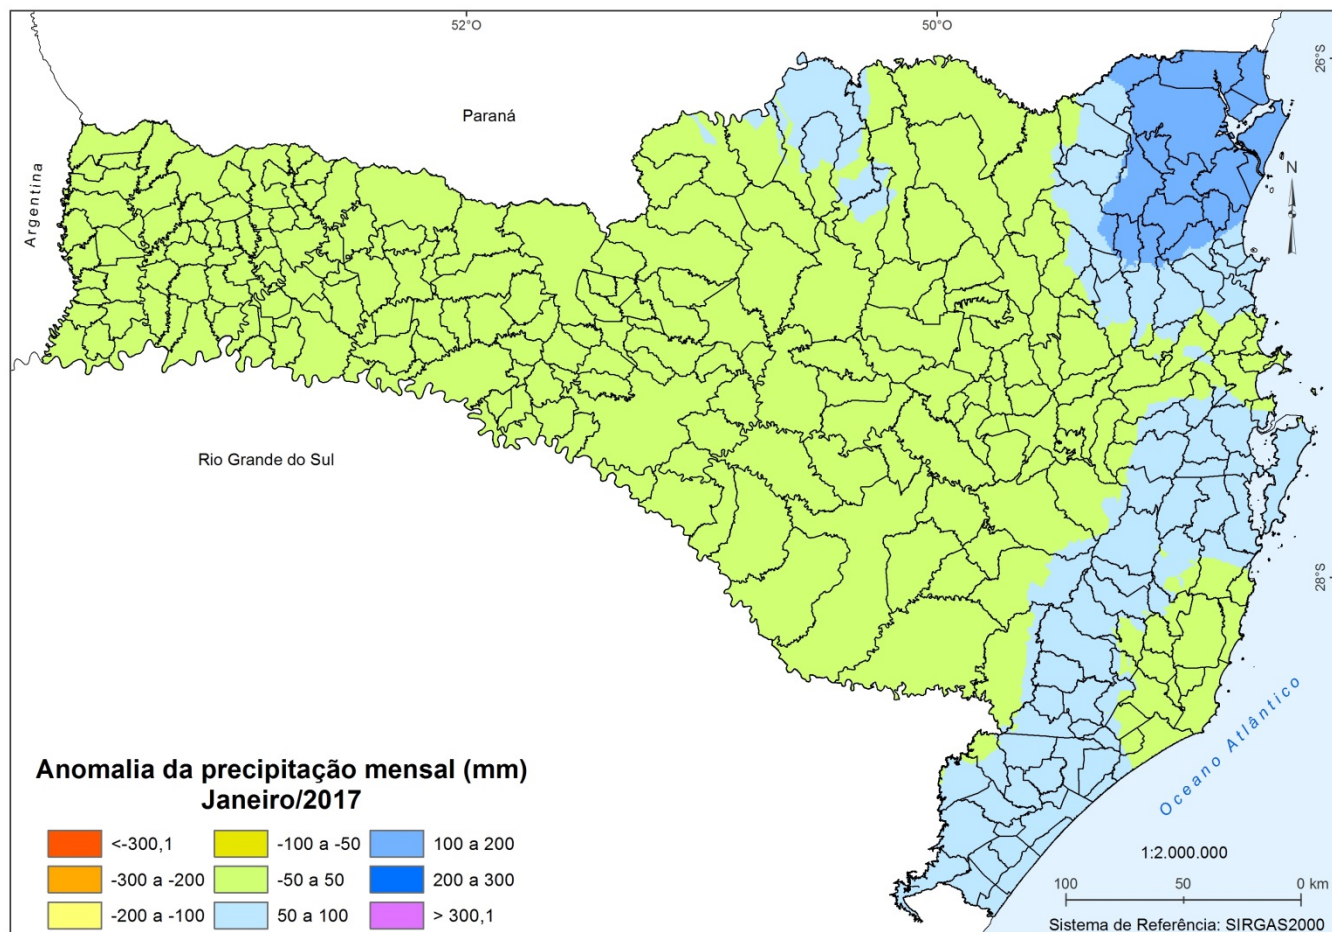 52°O
50°O
26°S
Paraná
Argentina
N
Rio Grande do Sul
28°S
Oceano Atlântico
Anomalia da precipitação mensal (mm)
Janeiro/2017
<-300,1
-100 a -50
100 a 200
-300 a -200
-50 a 50
200 a 300
-200 a -100
50 a 100
> 300,1
1:2.000.000
100 50 0 km
Sistema de Referência: SIRGAS2000